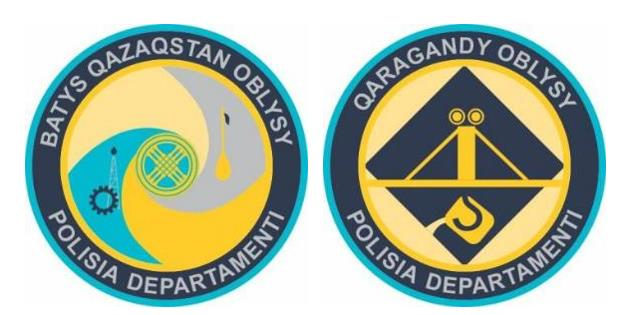 BATYS QAZAQSTAN OBLYSY
POLISIA DEPARTAMENTI
QARAGANDY OBLYSY
POLISIA DEPARTAMENTI